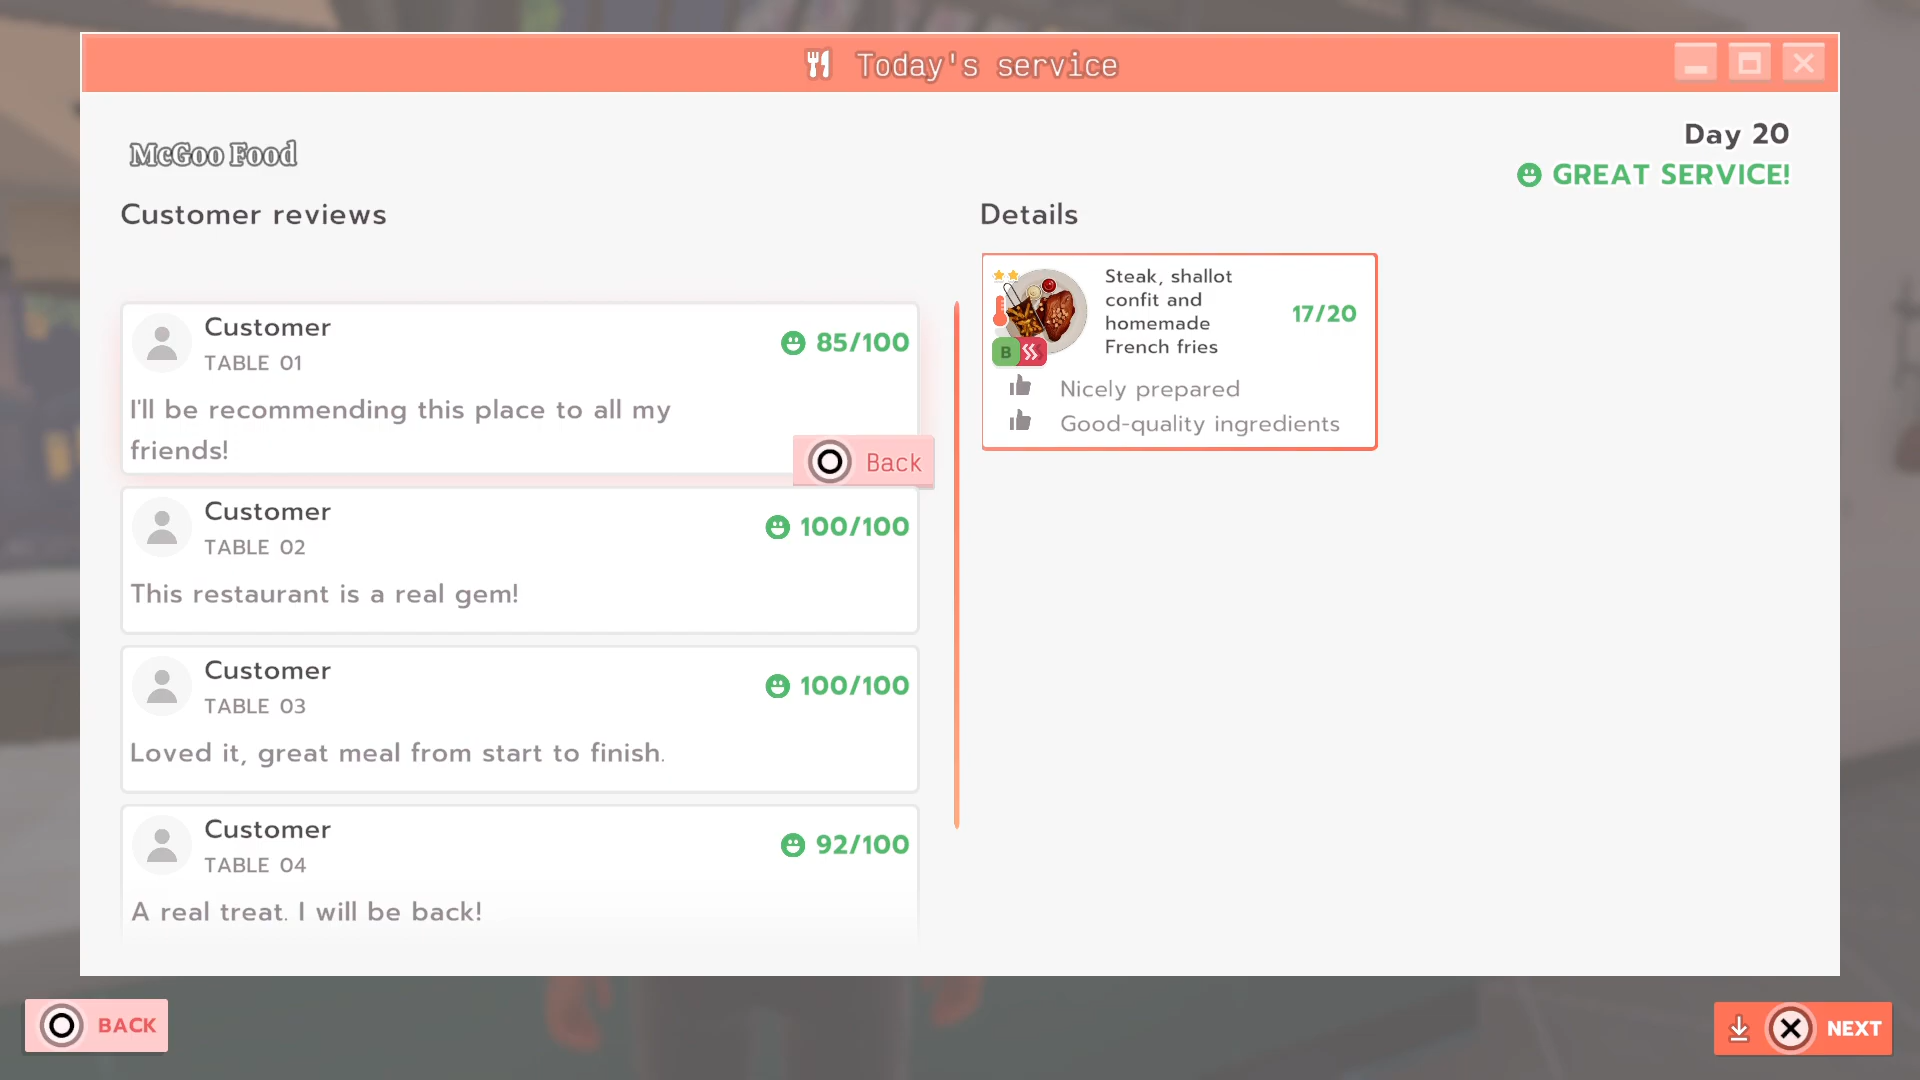 Today's service
McGoo Food
Day 20
GREAT SERVICE!
Customer reviews
Customer
TABLE 01
85/100
I'll be recommending this place to all my
friends!
Back
Customer
TABLE 02
100/100
This restaurant is a real gem!
Customer
TABLE 03
100/100
Loved it, great meal from start to finish.
Customer
TABLE 04
92/100
A real treat. I will be back!
Details
Steak, shallot
confit and
homemade
French fries
17/20
B
Nicely prepared
Good-quality ingredients
BACK
NEXT